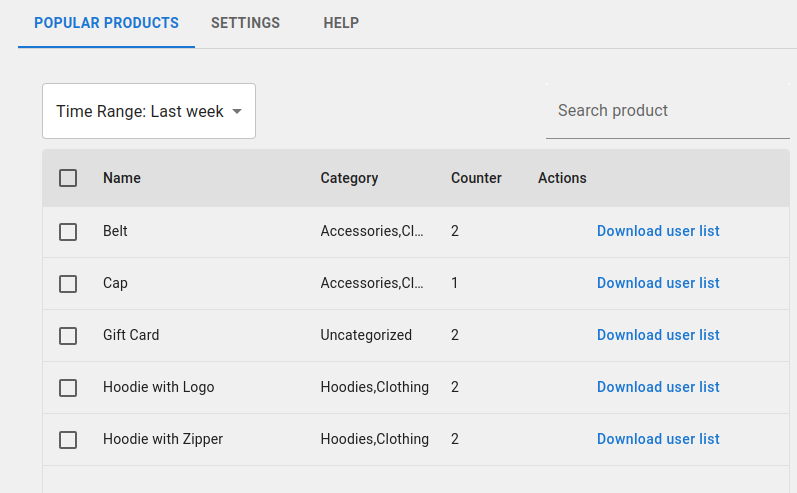 POPULAR PRODUCTS SETTINGS HELP
Time Range: Last week Search product
Name Category Counter Actions
Belt Accessories,Cl... 2 Download user list
Cap Accessories,Cl... 1 Download user list
Gift Card Uncategorized 2 Download user list
Hoodie with Logo Hoodies,Clothing 2 Download user list
Hoodie with Zipper Hoodies,Clothing 2 Download user list